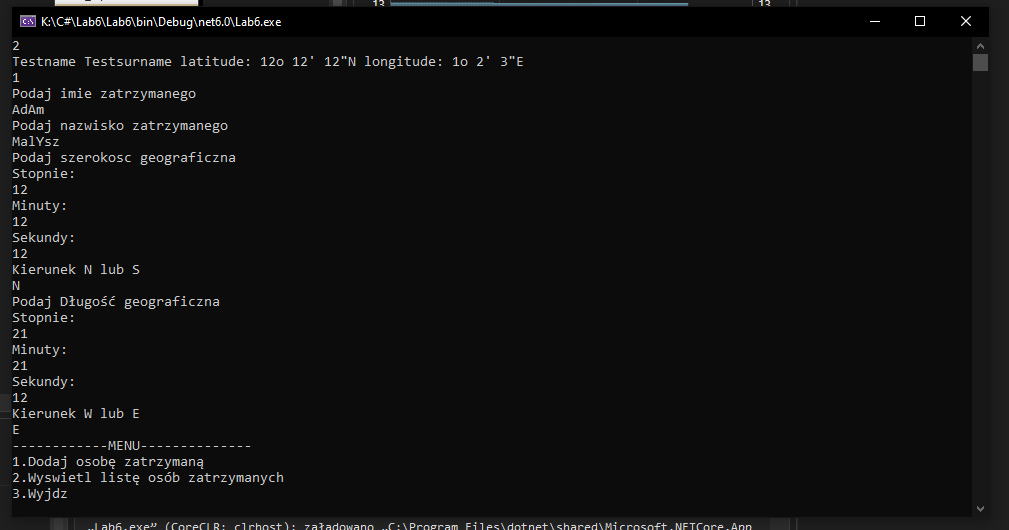 13
13
K:\C#\Lab6\Lab6\bin\Debug\net6.0\Lab6.exe
2
Testname Testsurname latitude: 12o 12' 12"N longitude: 1o 2' 3"E
1
Podaj imie zatrzymanego
AdAm
Podaj nazwisko zatrzymanego
MalYsz
Podaj szerokosc geograficzna
Stopnie:
12
Minuty:
12
Sekundy:
12
Kierunek N lub S
N
Podaj Długość geograficzna
Stopnie:
21
Minuty:
21
Sekundy:
12
Kierunek W lub E
E
------------MENU--------------
1.Dodaj osobę zatrzymaną
2.Wyswietl listę osób zatrzymanych
3.Wyjdz
„Lab6.exe” (CoreCLR: clrhost): załadowano „C:\Program Files\dotnet\shared\Microsoft.NETCore.App